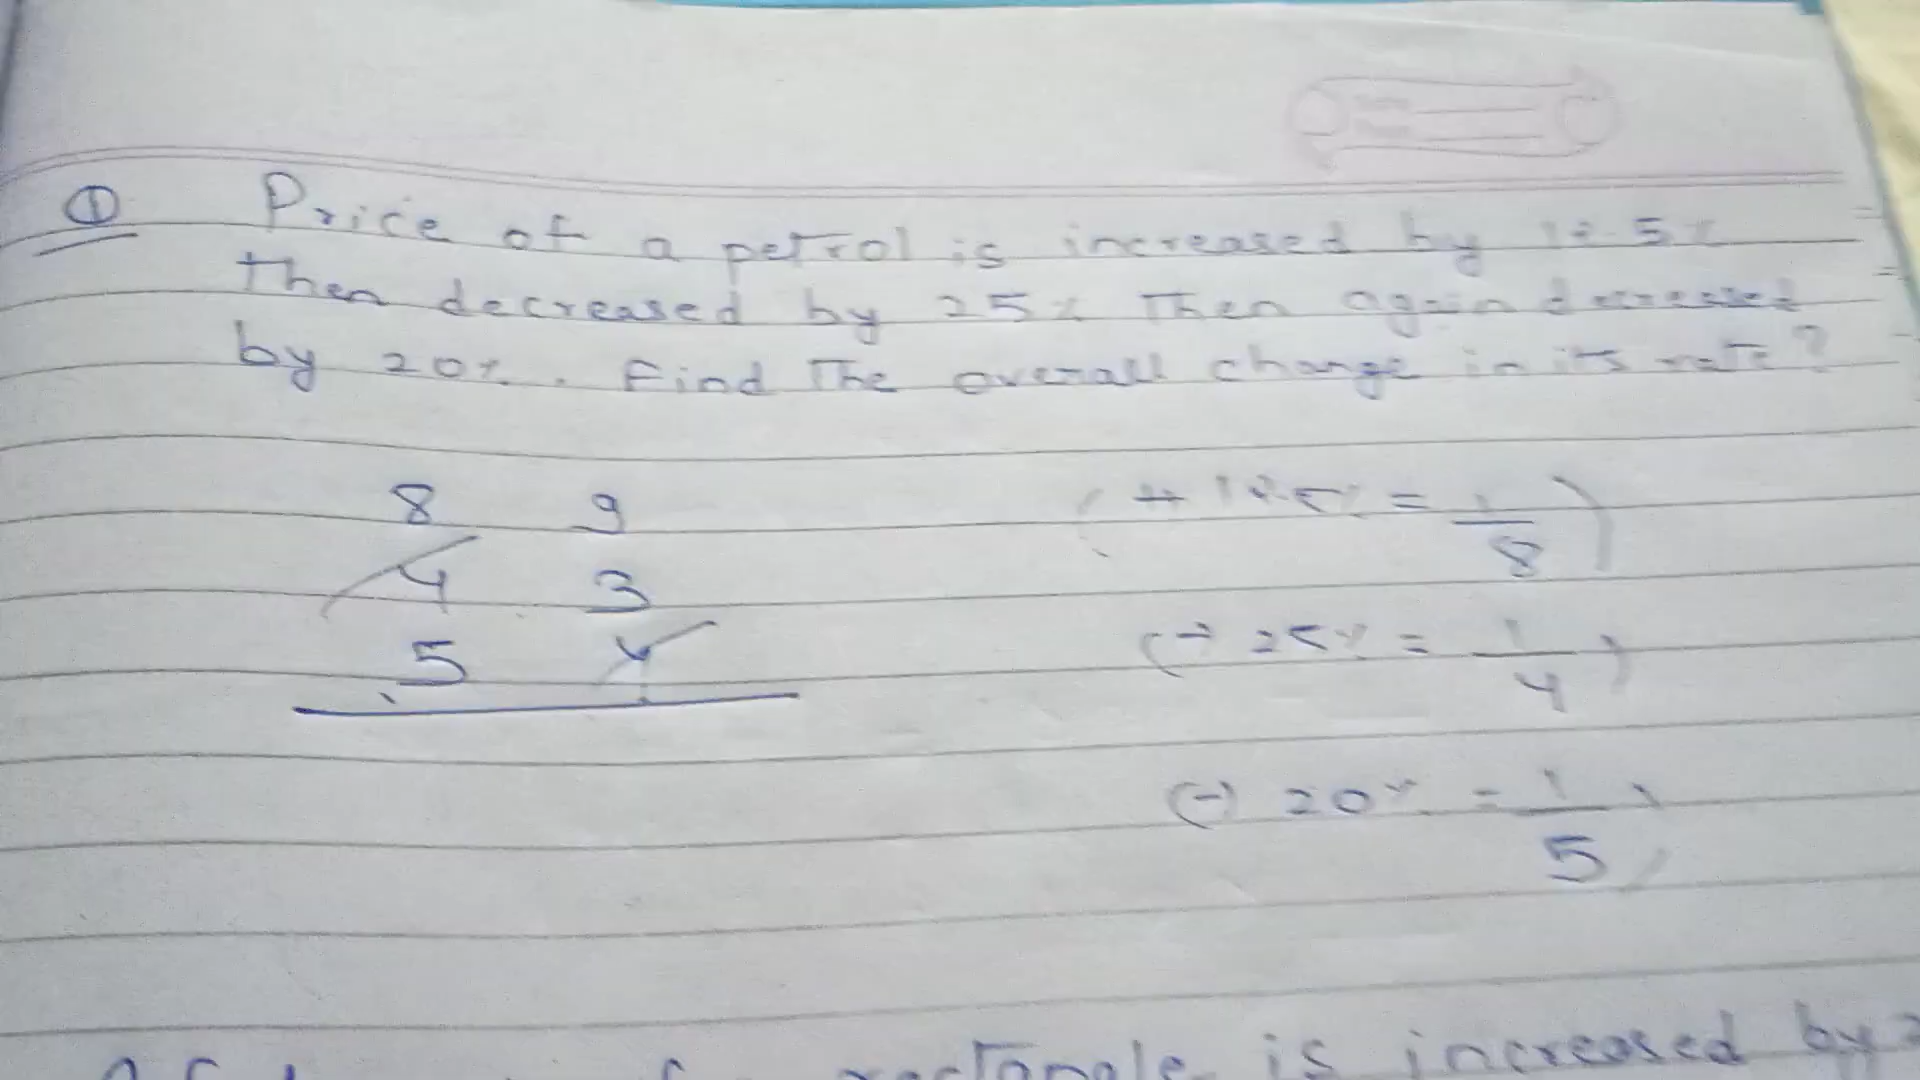 ① Price of a petrol is increased by 12.5%
Then decreased by 25% Then again decreased
by 20%. Find The overall change in its rate?
8 9 (+ 12.5% = 1/8)
4 3
5 4 (-) 25% = 1/4)
(-) 20% = 1/5)
rectangle is increased by